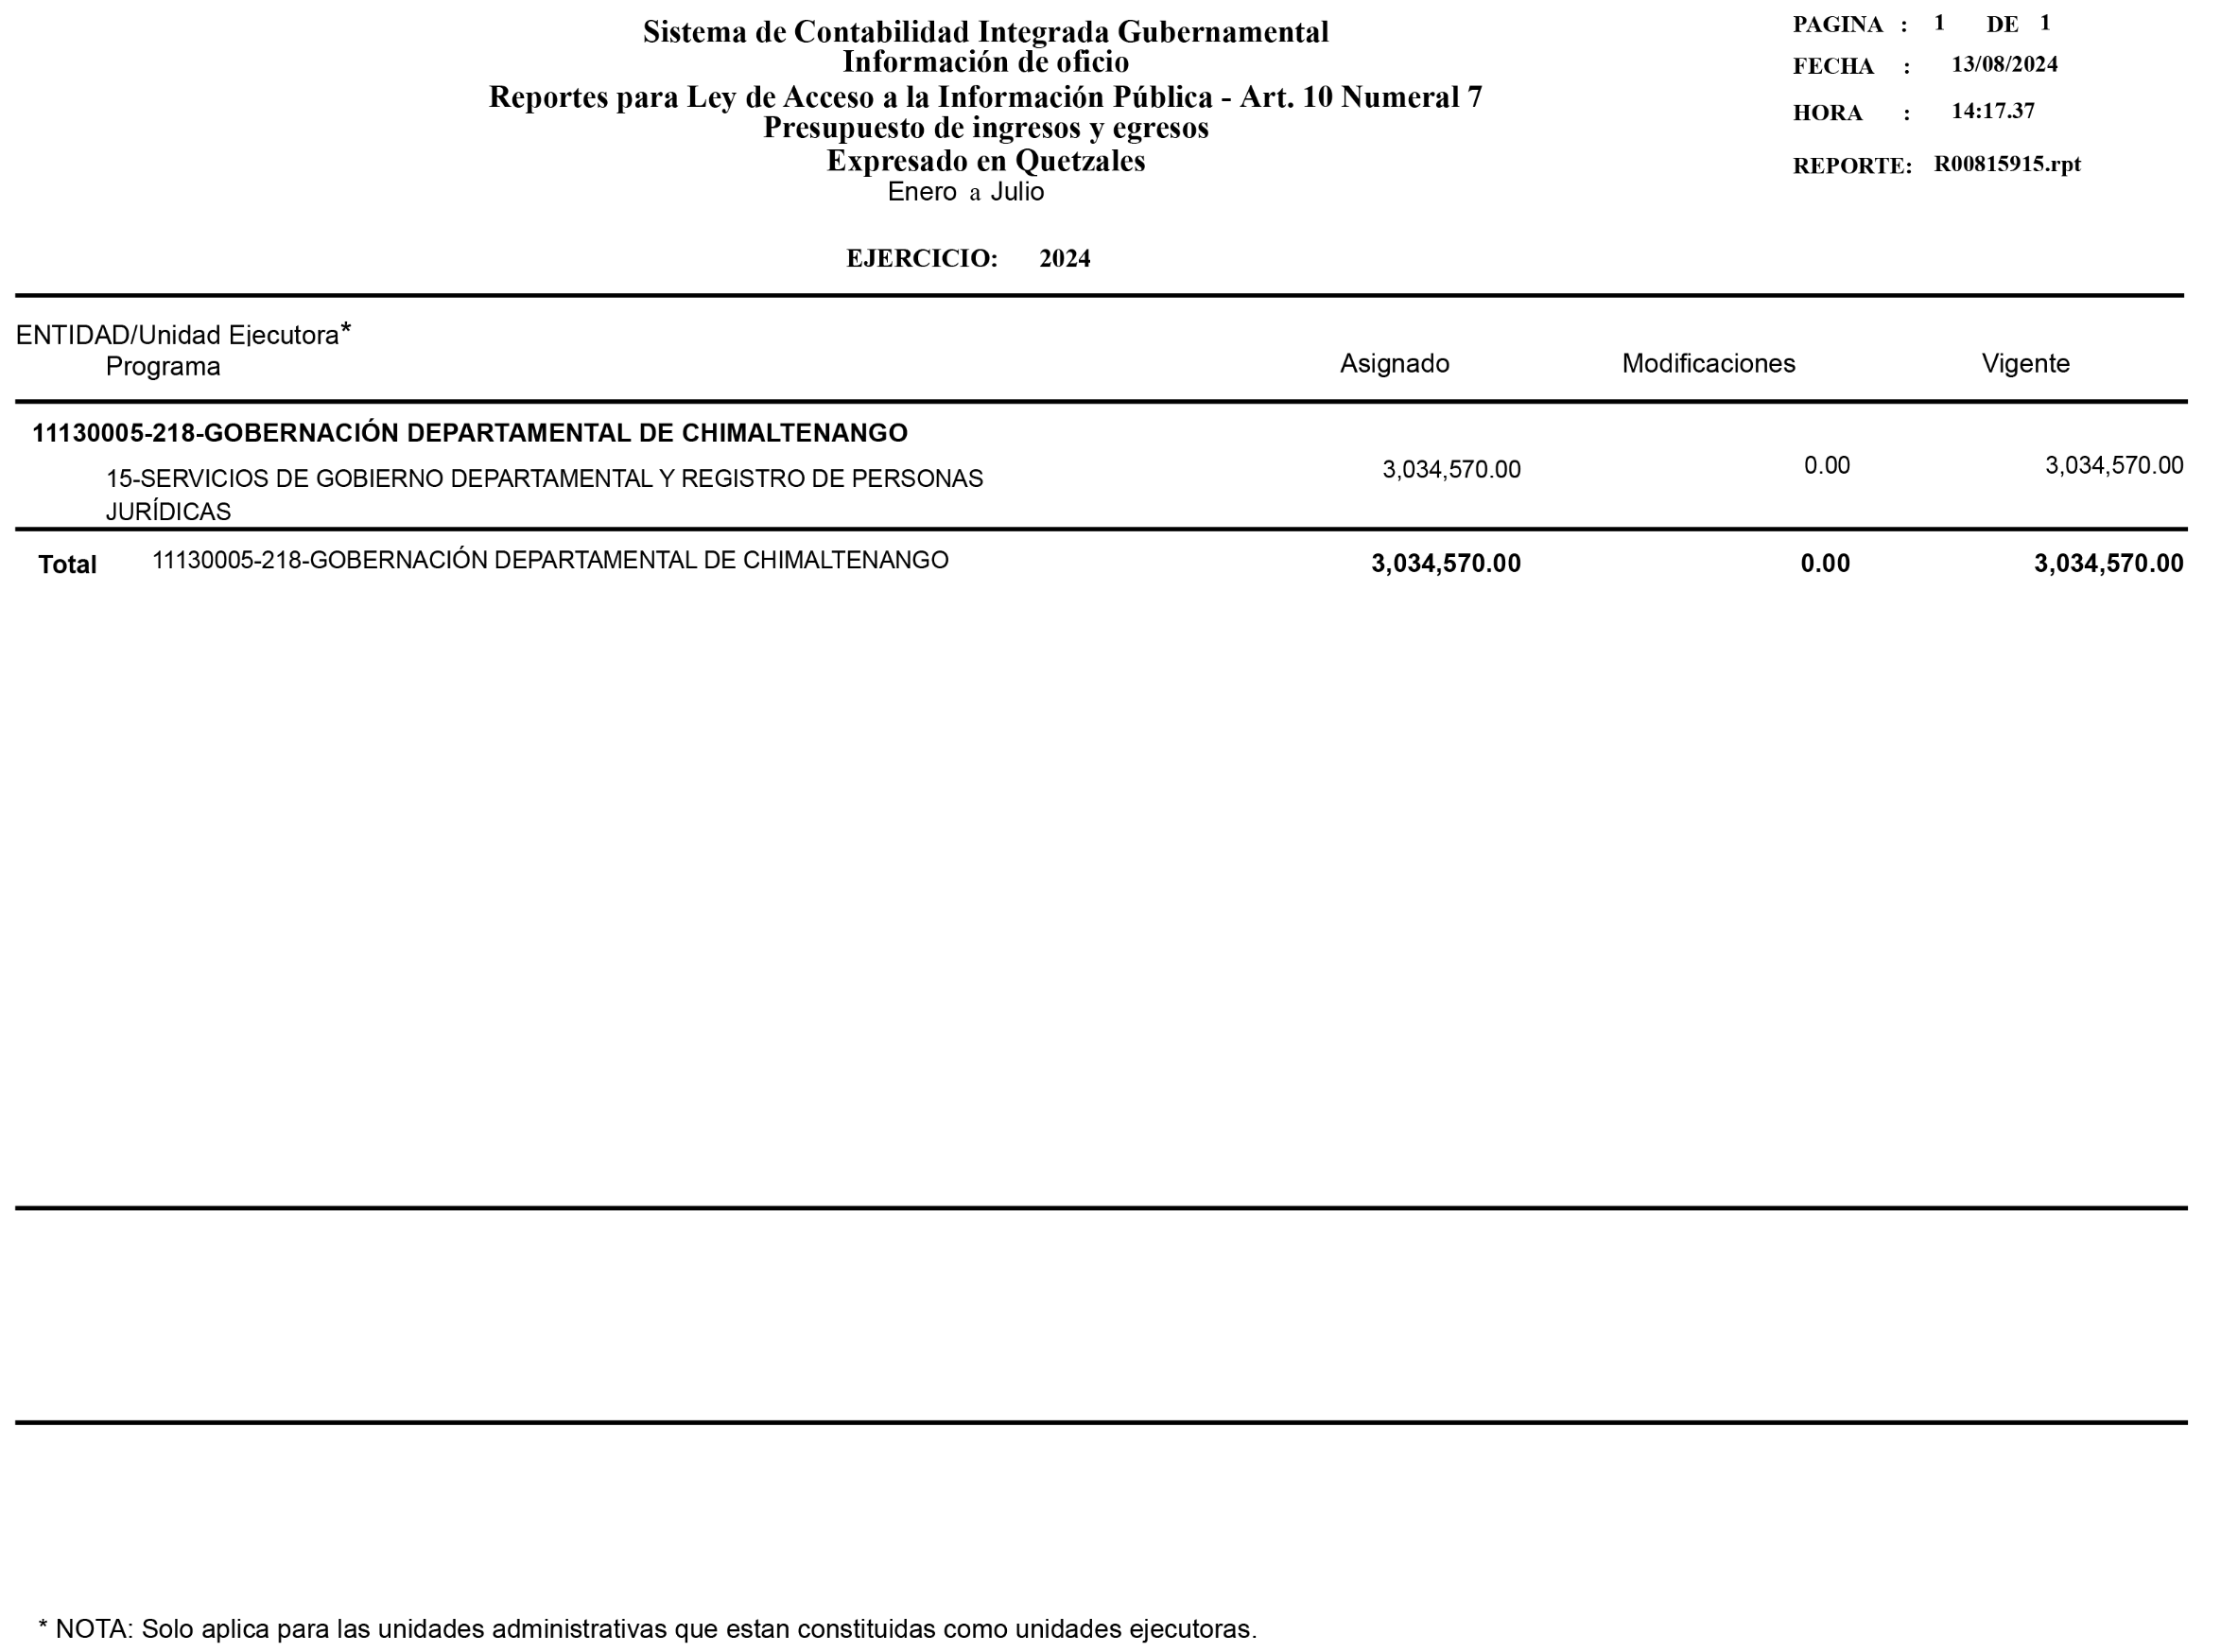 Sistema de Contabilidad Integrada Gubernamental
Información de oficio
Reportes para Ley de Acceso a la Información Pública - Art. 10 Numeral 7
Presupuesto de ingresos y egresos
Expresado en Quetzales
Enero a Julio
EJERCICIO: 2024
PAGINA : 1 DE 1
FECHA : 13/08/2024
HORA : 14:17.37
REPORTE: R00815915.rpt
ENTIDAD/Unidad Ejecutora*
Programa Asignado Modificaciones Vigente
11130005-218-GOBERNACIÓN DEPARTAMENTAL DE CHIMALTENANGO
15-SERVICIOS DE GOBIERNO DEPARTAMENTAL Y REGISTRO DE PERSONAS 3,034,570.00 0.00 3,034,570.00
JURÍDICAS
Total 11130005-218-GOBERNACIÓN DEPARTAMENTAL DE CHIMALTENANGO 3,034,570.00 0.00 3,034,570.00
* NOTA: Solo aplica para las unidades administrativas que estan constituidas como unidades ejecutoras.